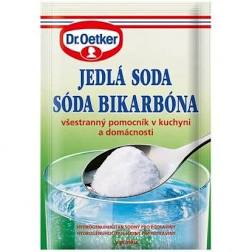 Dr.Oetker
JEDLÁ SODA
SÓDA BIKARBÓNA
všestranný pomocník v kuchyni
a domácnosti